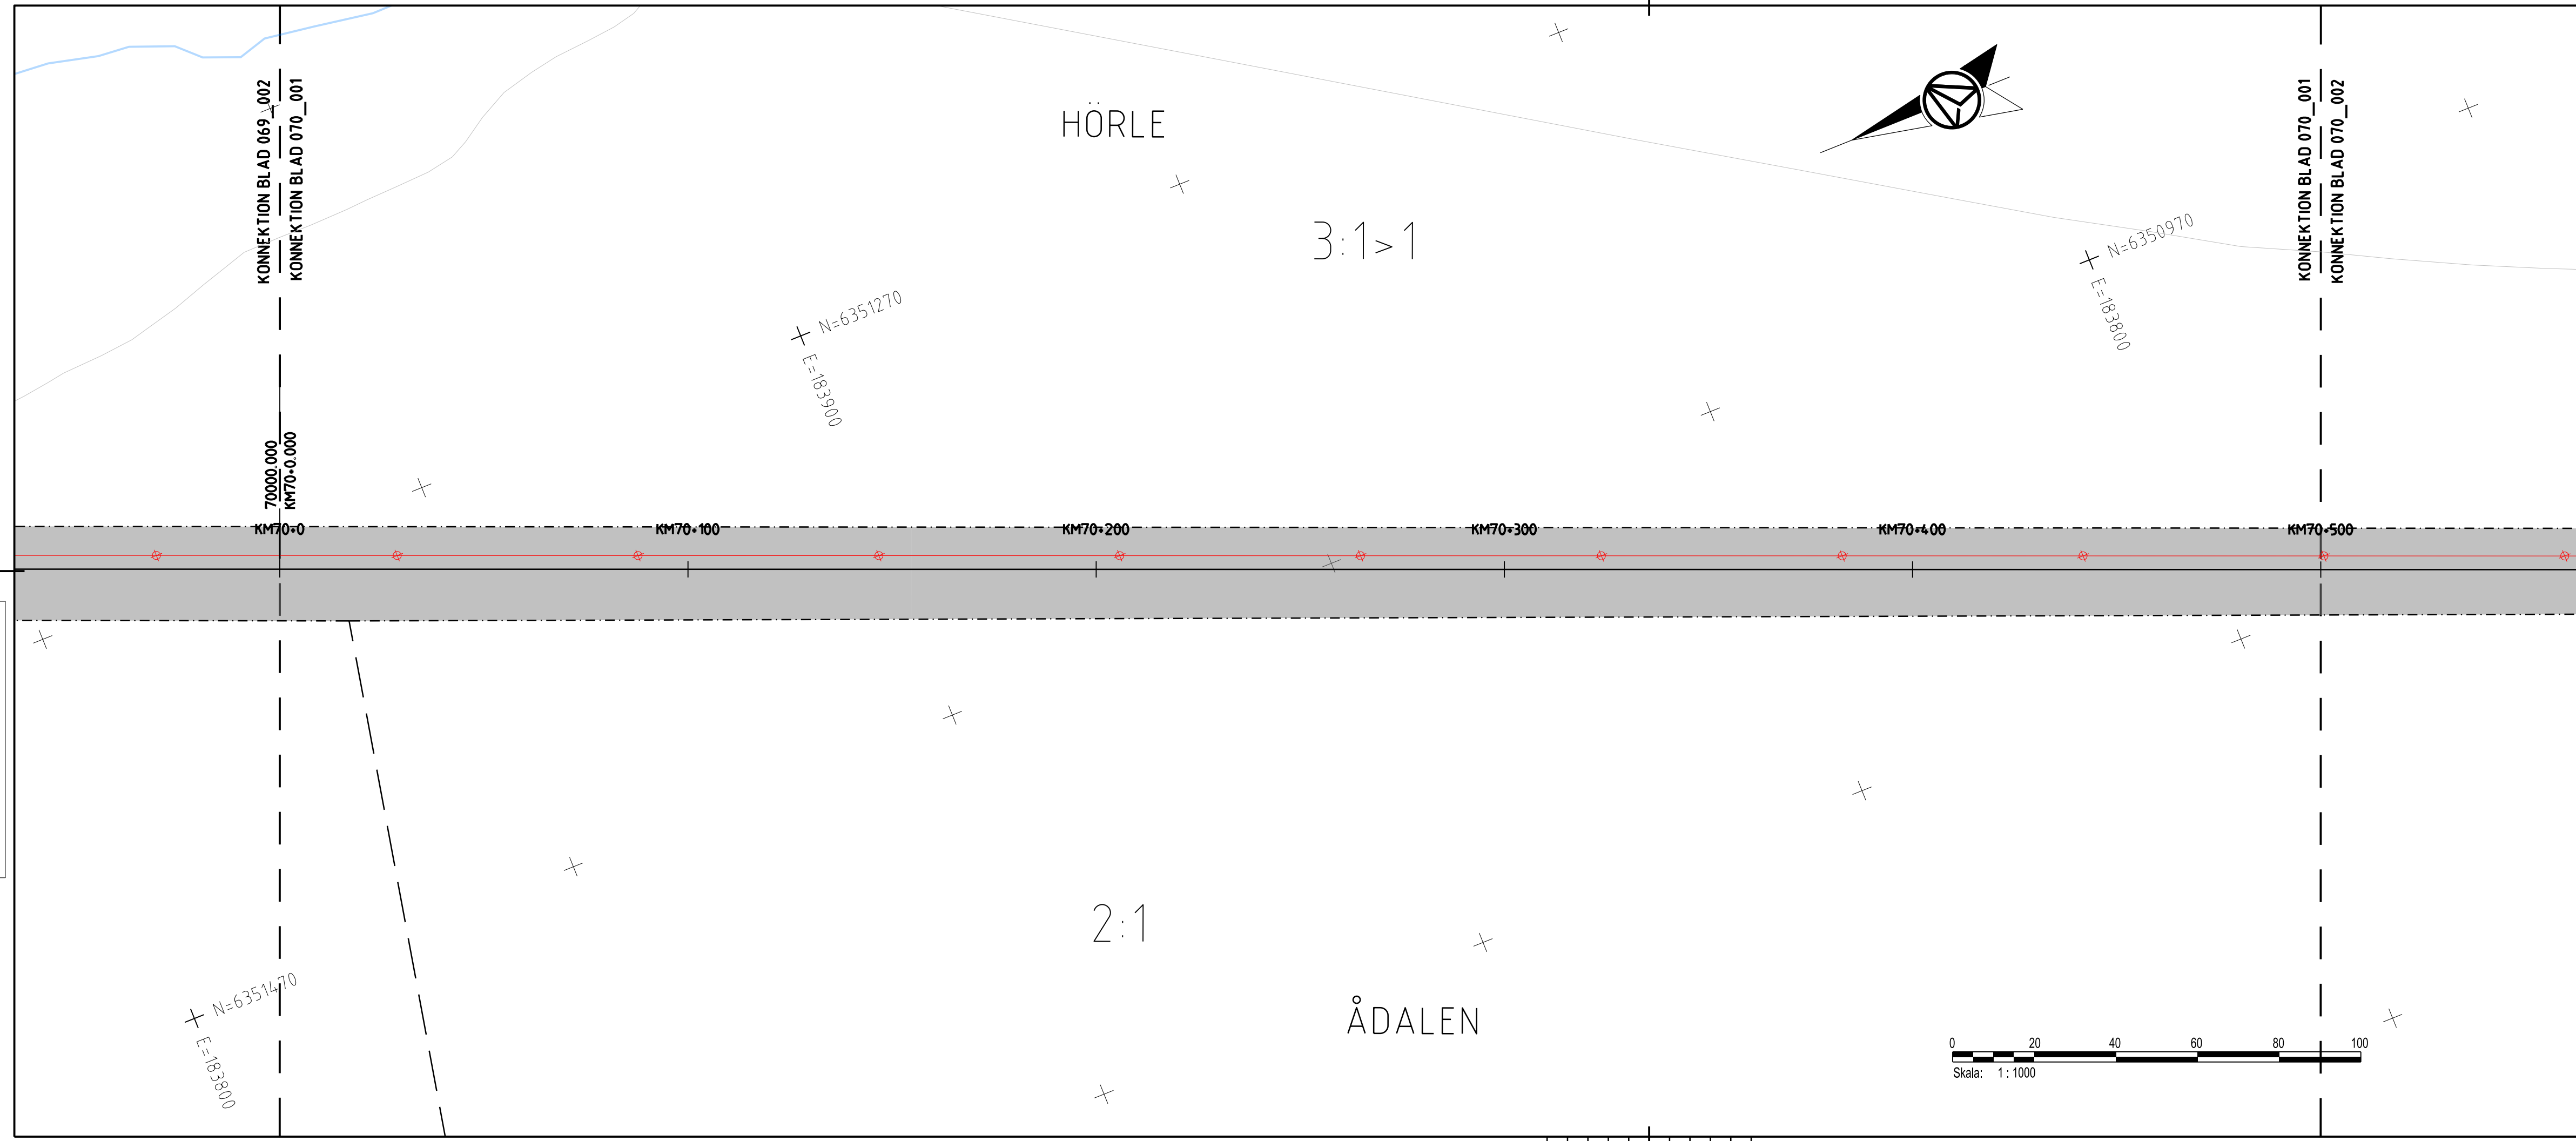 KONNEKTION BLAD 069_002
KONNEKTION BLAD 070_001
HÖRLE
3:1>1
N=6351270
E=183900
N=6350970
E=183800
KONNEKTION BLAD 070_001
KONNEKTION BLAD 070_002
70000.000
KM70+0.000
KM70+0
KM70+100
KM70+200
KM70+300
KM70+400
KM70+500
2:1
ÅDALEN
N=6351470
E=183800
0 20 40 60 80 100
Skala: 1 : 1000